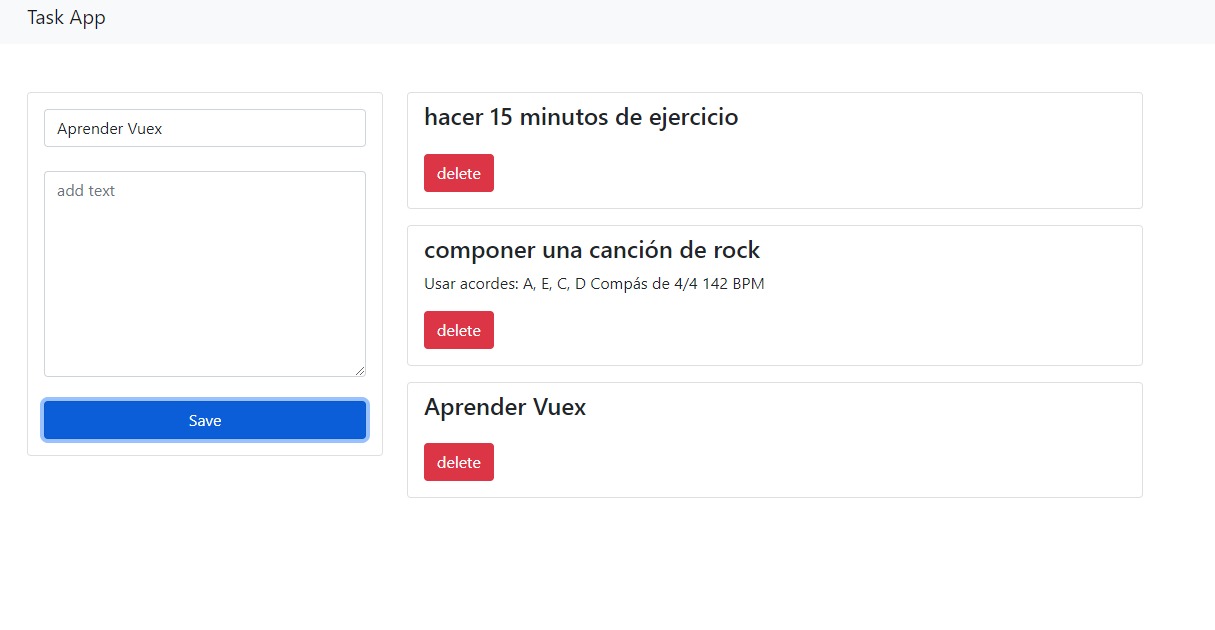 Task App
Aprender Vuex
add text
Save
hacer 15 minutos de ejercicio
delete
componer una canción de rock
Usar acordes: A, E, C, D Compás de 4/4 142 BPM
delete
Aprender Vuex
delete